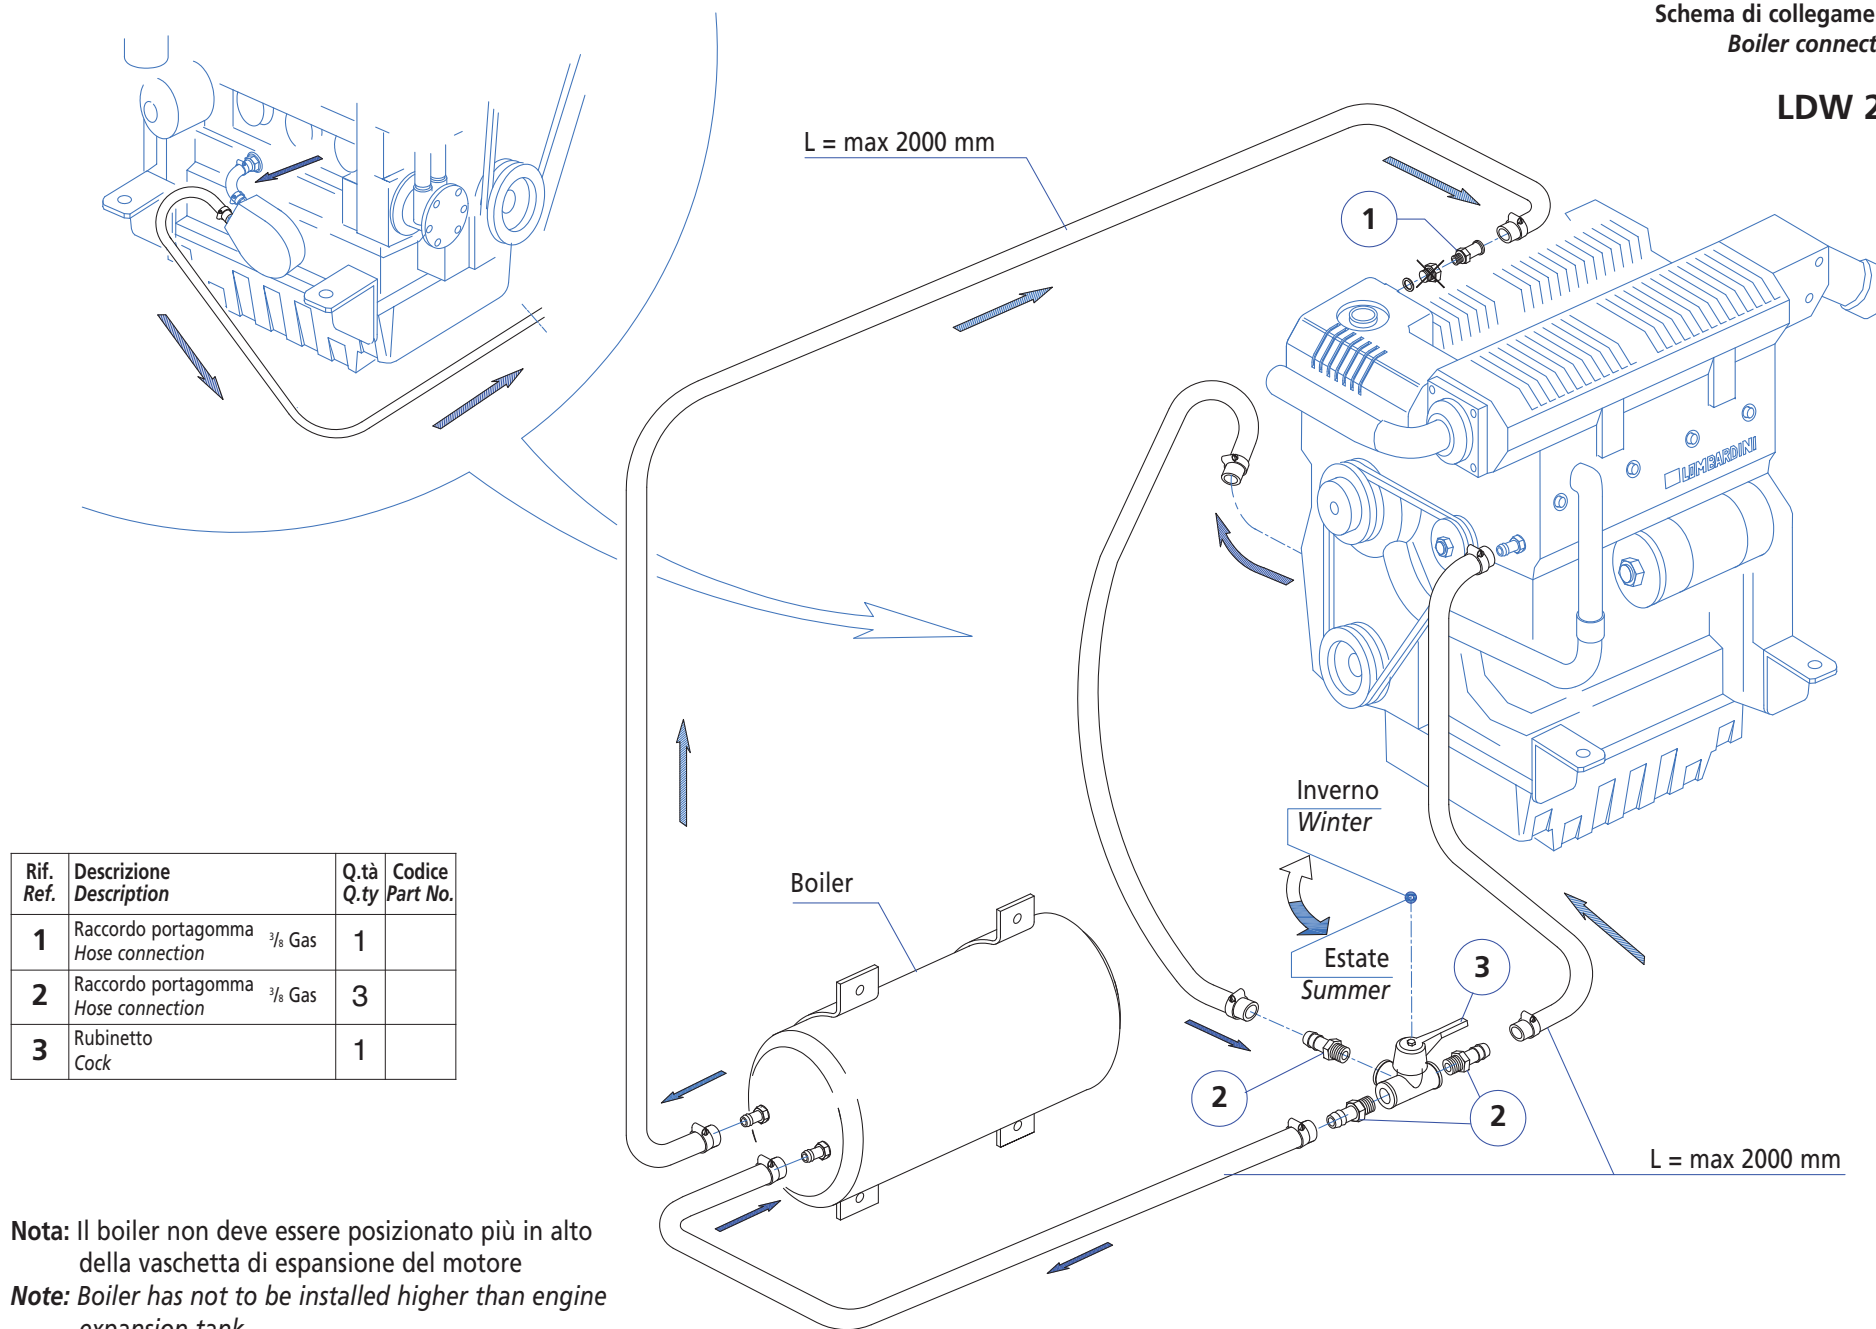 Schema di collegame
Boiler connect
LDW 2
L = max 2000 mm
1
LOMBARDINI
Inverno
Winter
Estate
Summer
3
Boiler
2
2
L = max 2000 mm
Rif. Descrizione Q.tà Codice
Ref. Description Q.ty Part No.
1 Raccordo portagomma 3/8 Gas 1
Hose connection
2 Raccordo portagomma 3/8 Gas 3
Hose connection
3 Rubinetto 1
Cock
Nota: Il boiler non deve essere posizionato più in alto
della vaschetta di espansione del motore
Note: Boiler has not to be installed higher than engine
expansion tank